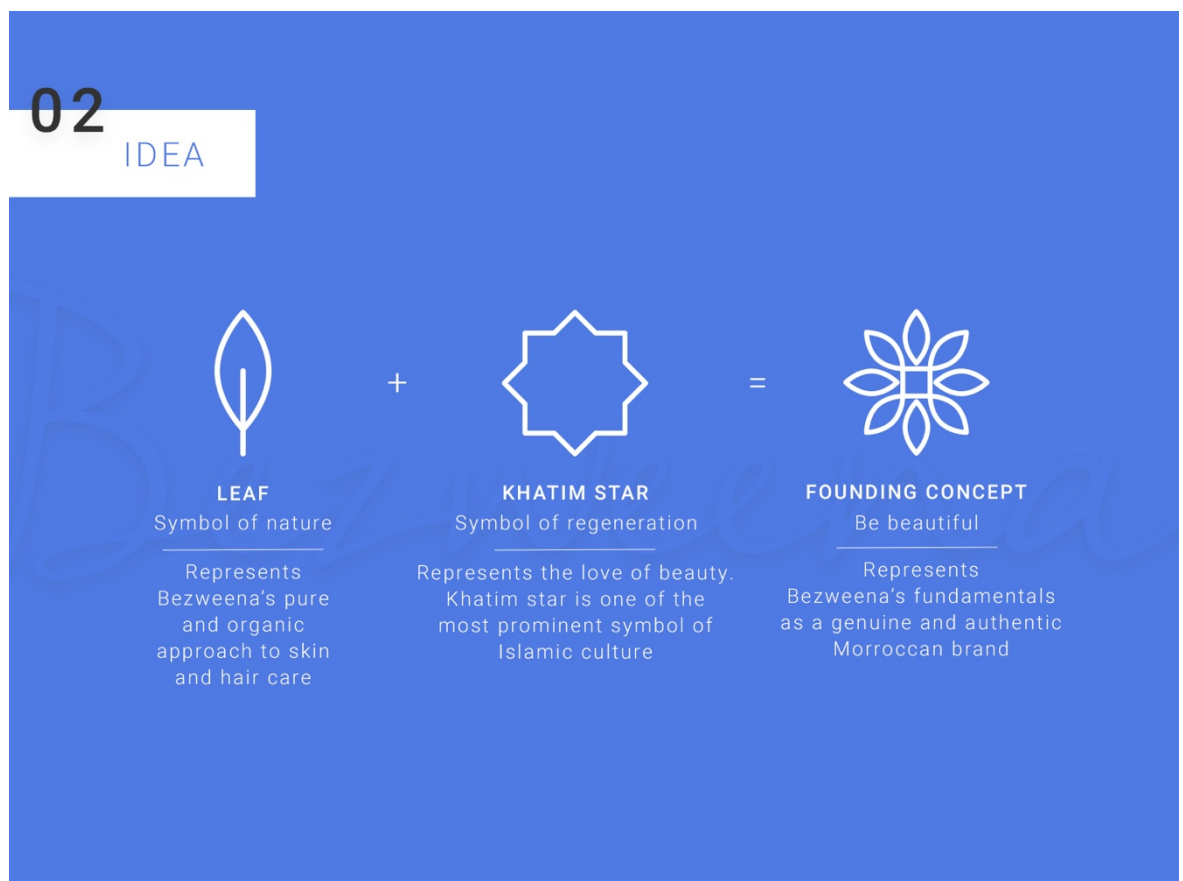 02
IDEA
+
=
LEAF
Symbol of nature
Represents
Bezweena’s pure
and organic
approach to skin
and hair care
KHATIM STAR
Symbol of regeneration
Represents the love of beauty.
Khatim star is one of the
most prominent symbol of
Islamic culture
FOUNDING CONCEPT
Be beautiful
Represents
Bezweena’s fundamentals
as a genuine and authentic
Morroccan brand
Bezweena